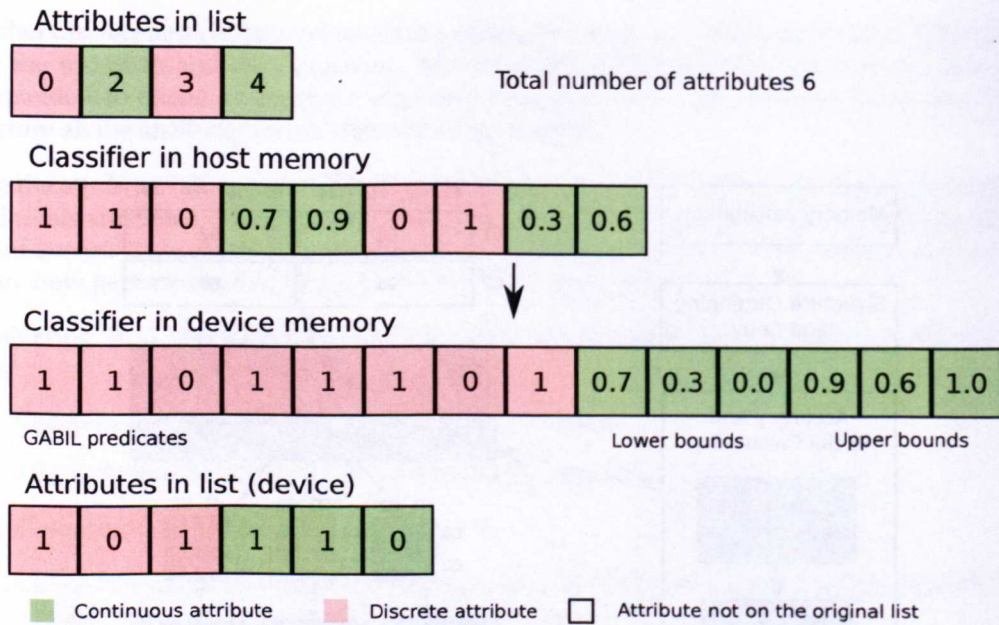 Attributes in list
0 2 3 4
Total number of attributes 6
Classifier in host memory
1 1 0 0.7 0.9 0 1 0.3 0.6
Classifier in device memory
1 1 0 1 1 1 0 1 0.7 0.3 0.0 0.9 0.6 1.0
GABIL predicates Lower bounds Upper bounds
Attributes in list (device)
1 0 1 1 1 0
Continuous attribute Discrete attribute Attribute not on the original list